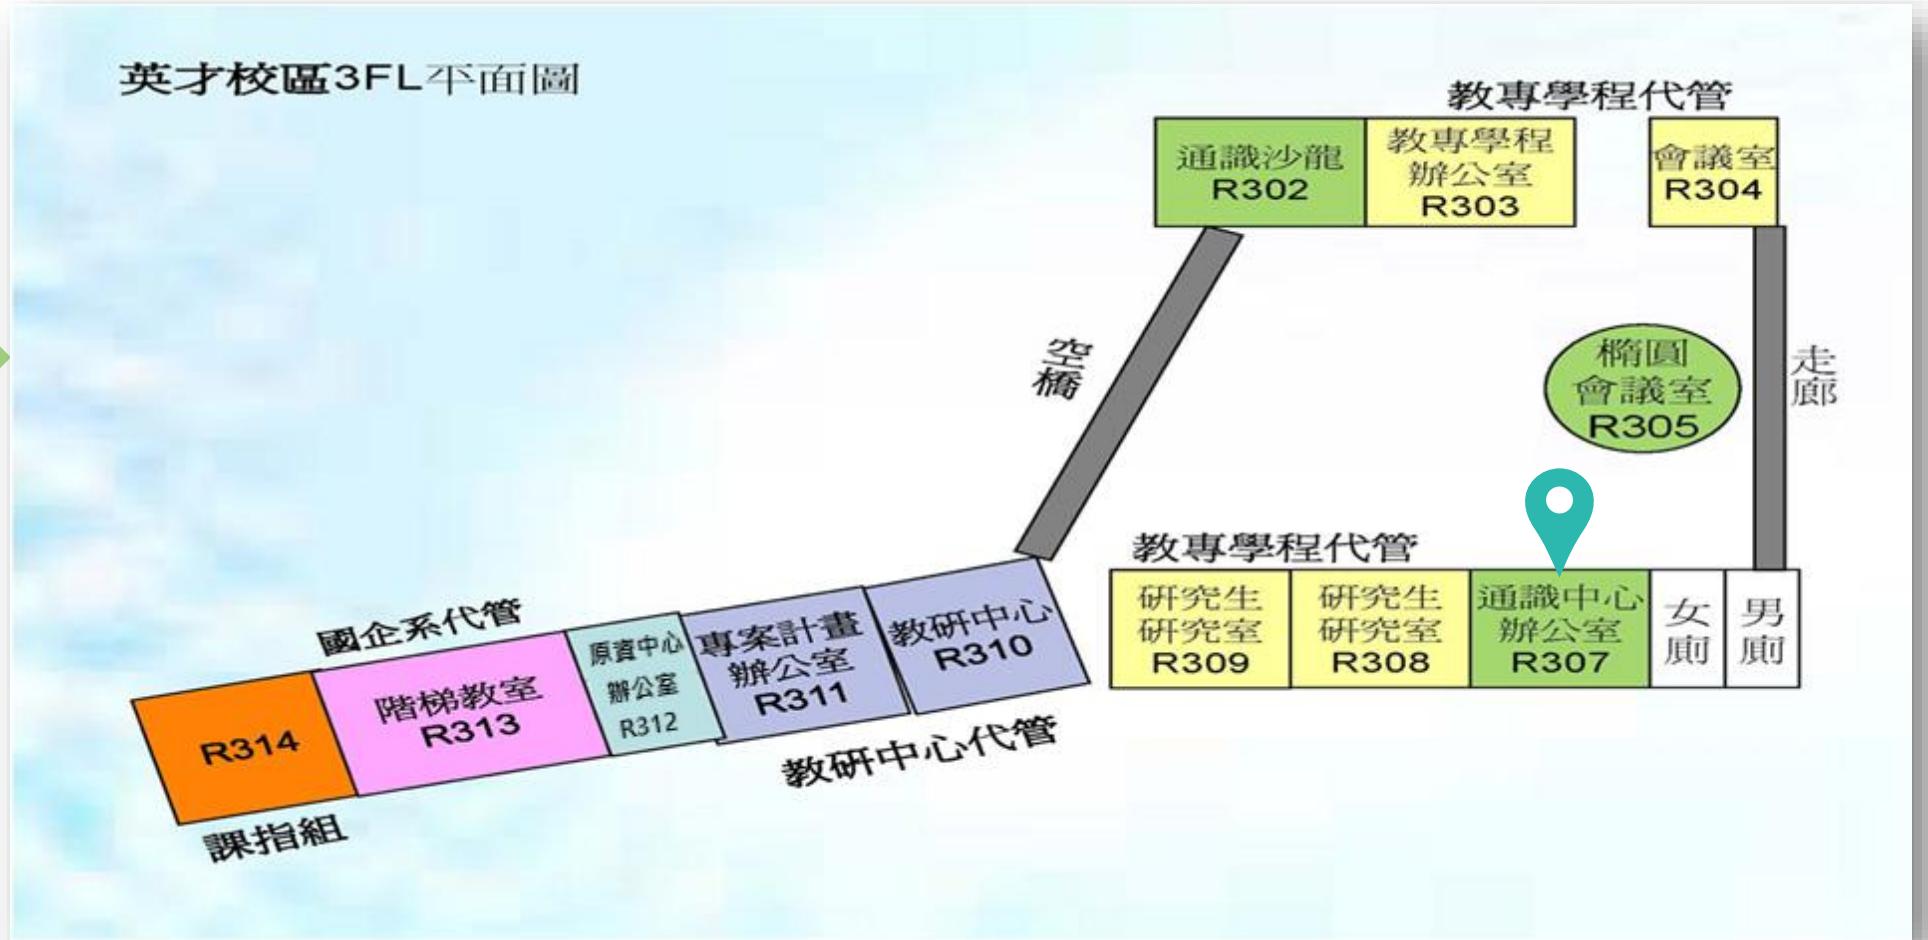 英才校區3FL平面圖
教專學程代管
通識沙龍
R302
教專學程
辦公室
R303
會議室
R304
空橋
橢圓
會議室
R305
走廊
教專學程代管
研究生
研究室
R309
研究生
研究室
R308
通識中心
辦公室
R307
女廁
男廁
國企系代管
R314
階梯教室
R313
原資中心
辦公室
R312
專案計畫
辦公室
R311
教研中心
R310
教研中心代管
課指組